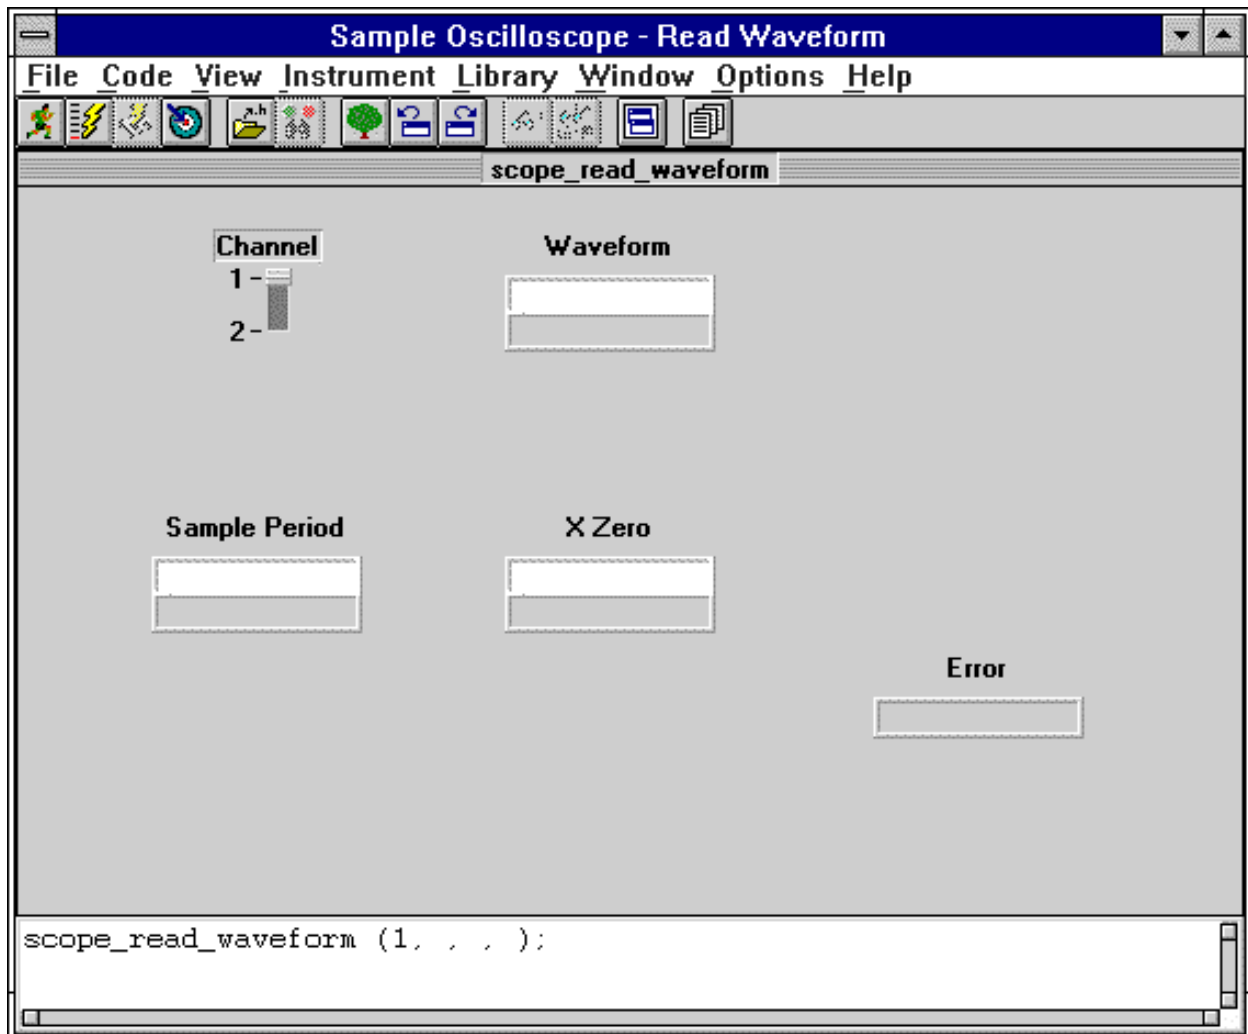 Sample Oscilloscope - Read Waveform
File Code View Instrument Library Window Options Help
scope_read_waveform
Channel
1
2
Waveform
Sample Period
X Zero
Error
scope_read_waveform (1, , , );